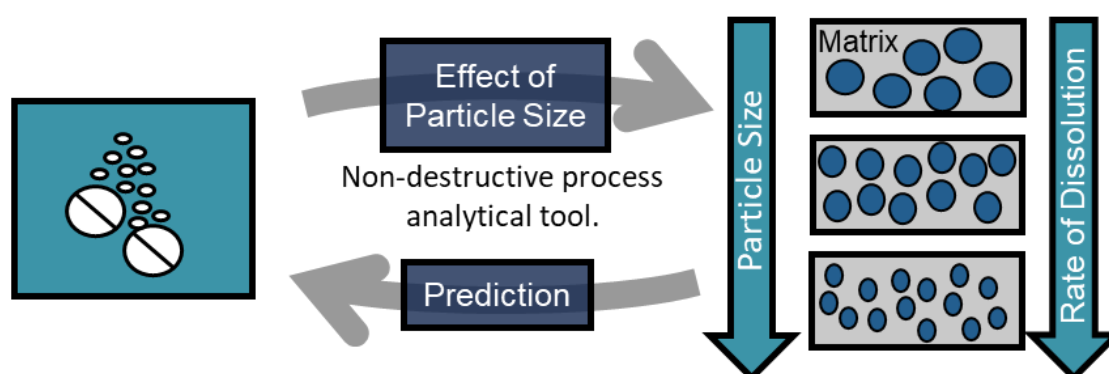 Effect of
Particle Size
Non-destructive process
analytical tool.
Prediction
Particle Size
Matrix
Rate of Dissolution